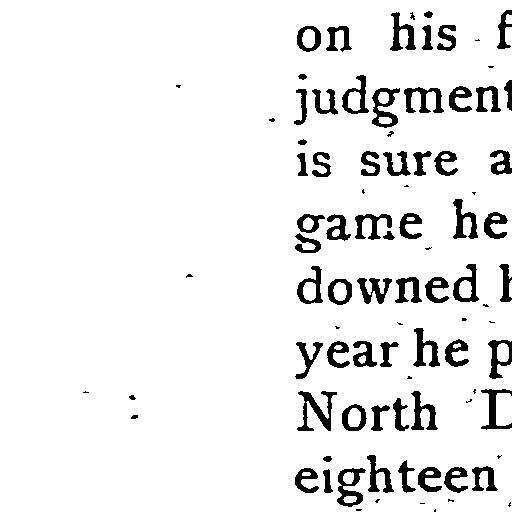 on his
judgment
is sure
game he
downed
year he
North
eighteen